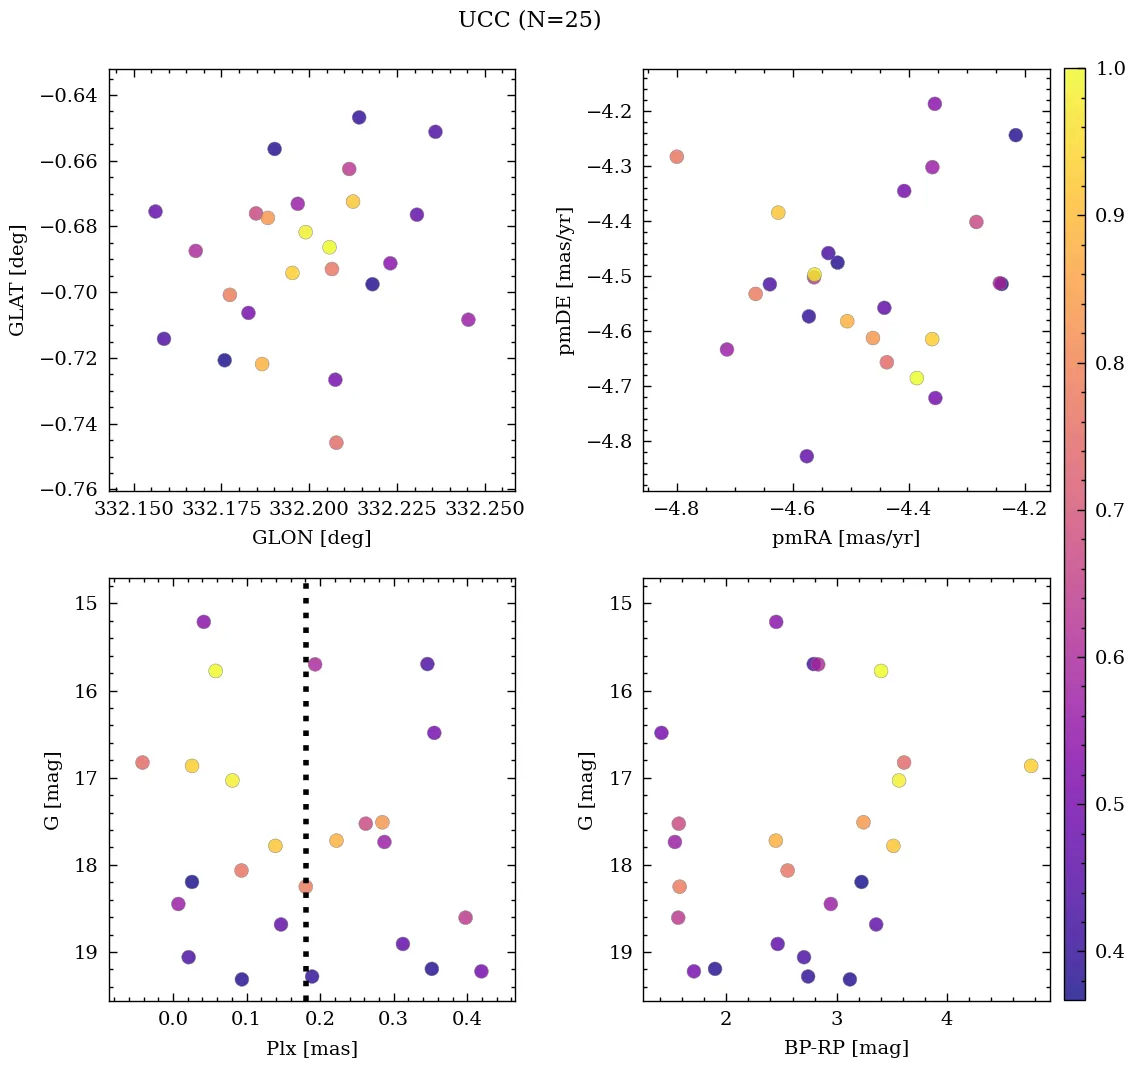 UCC (N=25)
−0.64
−0.66
−0.68
−0.70
−0.72
−0.74
−0.76
GLAT [deg]
332.150 332.175 332.200 332.225 332.250
GLON [deg]
−4.2
−4.3
−4.4
−4.5
−4.6
−4.7
−4.8
pmDE [mas/yr]
−4.8 −4.6 −4.4 −4.2
pmRA [mas/yr]
15
16
17
18
19
G [mag]
0.0 0.1 0.2 0.3 0.4
Plx [mas]
15
16
17
18
19
G [mag]
2 3 4
BP-RP [mag]
1.0
0.9
0.8
0.7
0.6
0.5
0.4